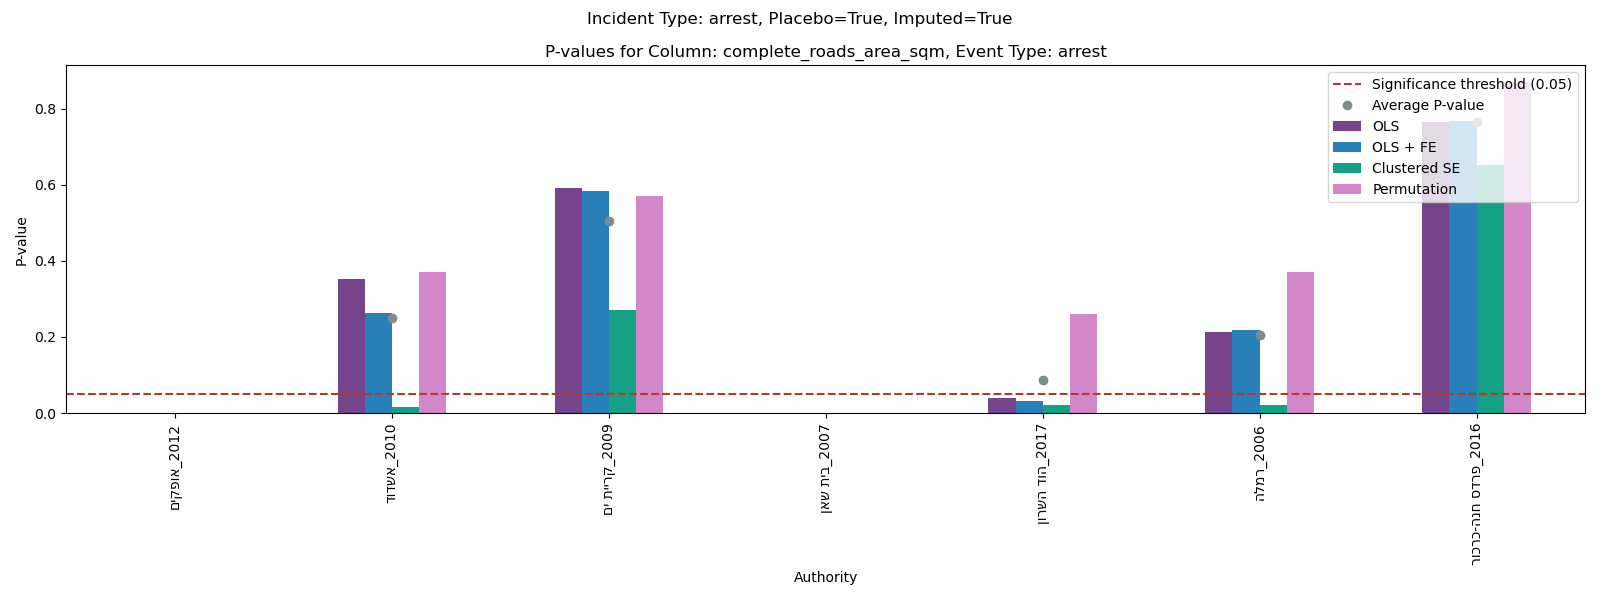 Incident Type: arrest, Placebo=True, Imputed=True
P-values for Column: complete_roads_area_sqm, Event Type: arrest
Significance threshold (0.05)
Average P-value
OLS
OLS + FE
Clustered SE
Permutation
P-value
0.8
0.6
0.4
0.2
0.0
אופקים_2012
אשדוד_2010
קריית ים_2009
בית שאן_2007
הוד השרון_2017
רמלה_2006
פרדס חנה-כרכור_2016
Authority